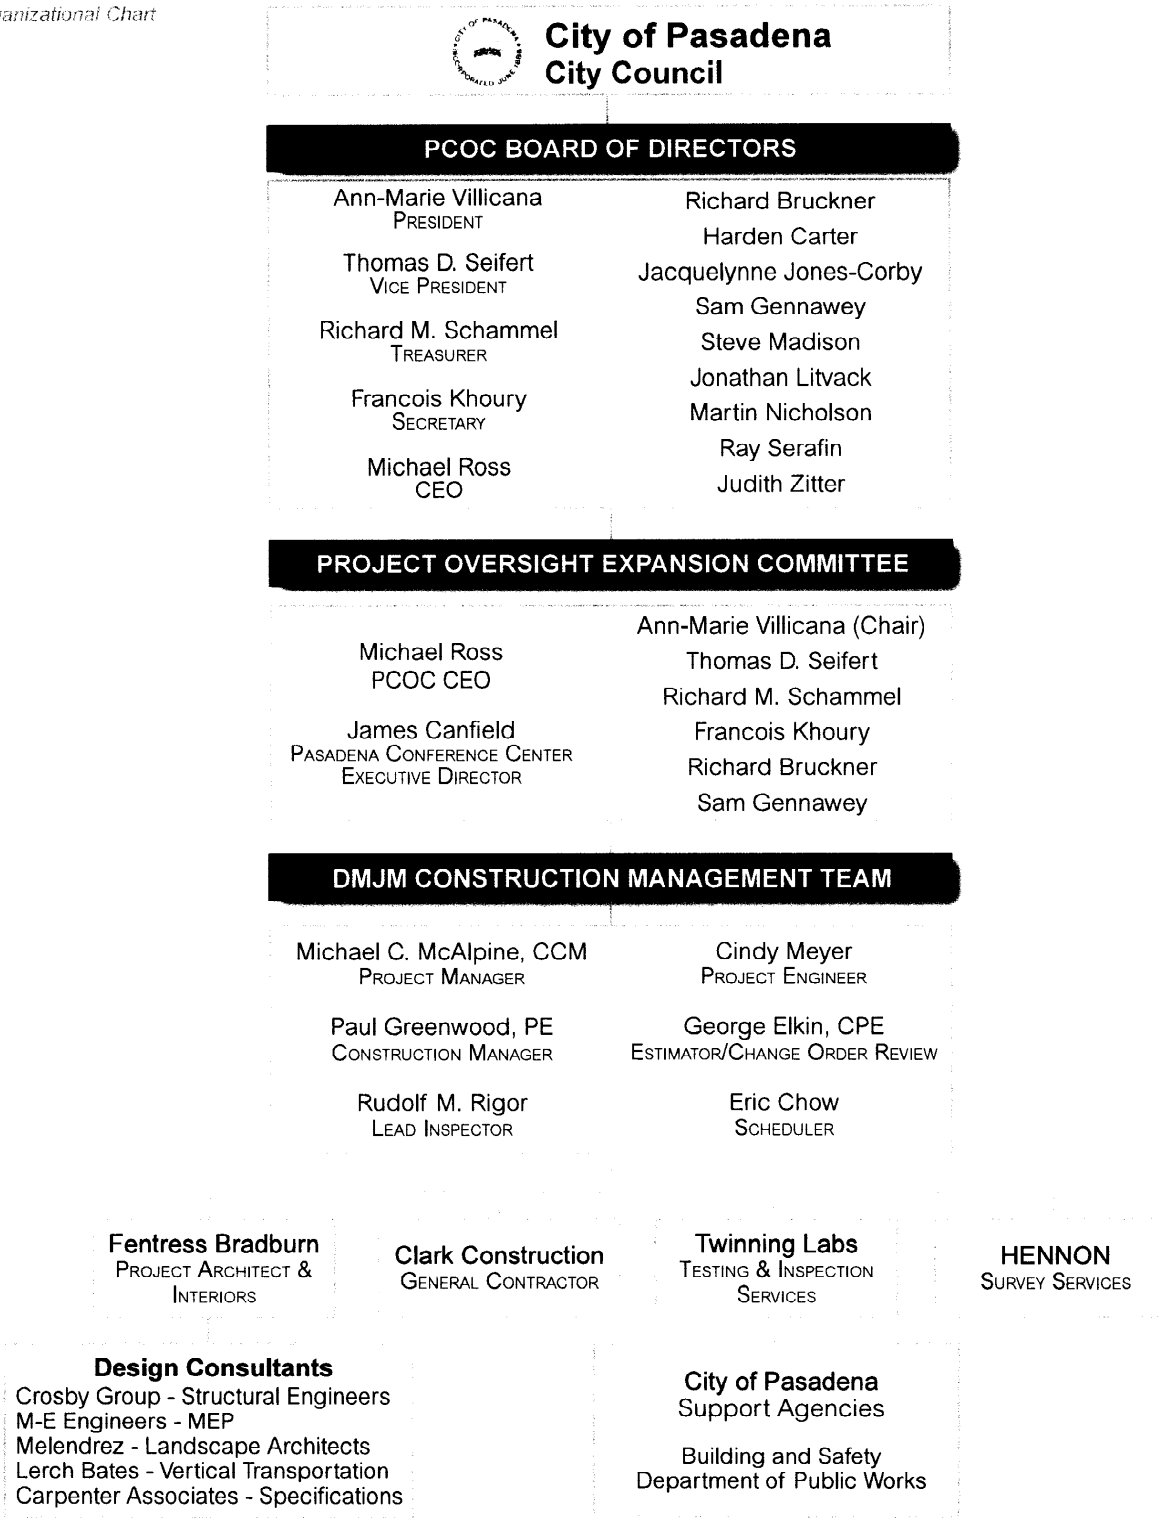 anizational Chart
CITY OF PASADENA
INCORPORATED JUNE 1886
City of Pasadena
City Council
PCOC BOARD OF DIRECTORS
Ann-Marie Villicana
PRESIDENT
Thomas D. Seifert
VICE PRESIDENT
Richard M. Schammel
TREASURER
Francois Khoury
SECRETARY
Michael Ross
CEO
Richard Bruckner
Harden Carter
Jacquelynne Jones-Corby
Sam Gennawey
Steve Madison
Jonathan Litvack
Martin Nicholson
Ray Serafin
Judith Zitter
PROJECT OVERSIGHT EXPANSION COMMITTEE
Michael Ross
PCOC CEO
James Canfield
PASADENA CONFERENCE CENTER
EXECUTIVE DIRECTOR
Ann-Marie Villicana (Chair)
Thomas D. Seifert
Richard M. Schammel
Francois Khoury
Richard Bruckner
Sam Gennawey
DMJM CONSTRUCTION MANAGEMENT TEAM
Michael C. McAlpine, CCM
PROJECT MANAGER
Paul Greenwood, PE
CONSTRUCTION MANAGER
Rudolf M. Rigor
LEAD INSPECTOR
Cindy Meyer
PROJECT ENGINEER
George Elkin, CPE
ESTIMATOR/CHANGE ORDER REVIEW
Eric Chow
SCHEDULER
Fentress Bradburn
PROJECT ARCHITECT &
INTERIORS
Clark Construction
GENERAL CONTRACTOR
Twinning Labs
TESTING & INSPECTION
SERVICES
HENNON
SURVEY SERVICES
Design Consultants
Crosby Group - Structural Engineers
M-E Engineers - MEP
Melendrez - Landscape Architects
Lerch Bates - Vertical Transportation
Carpenter Associates - Specifications
City of Pasadena
Support Agencies
Building and Safety
Department of Public Works